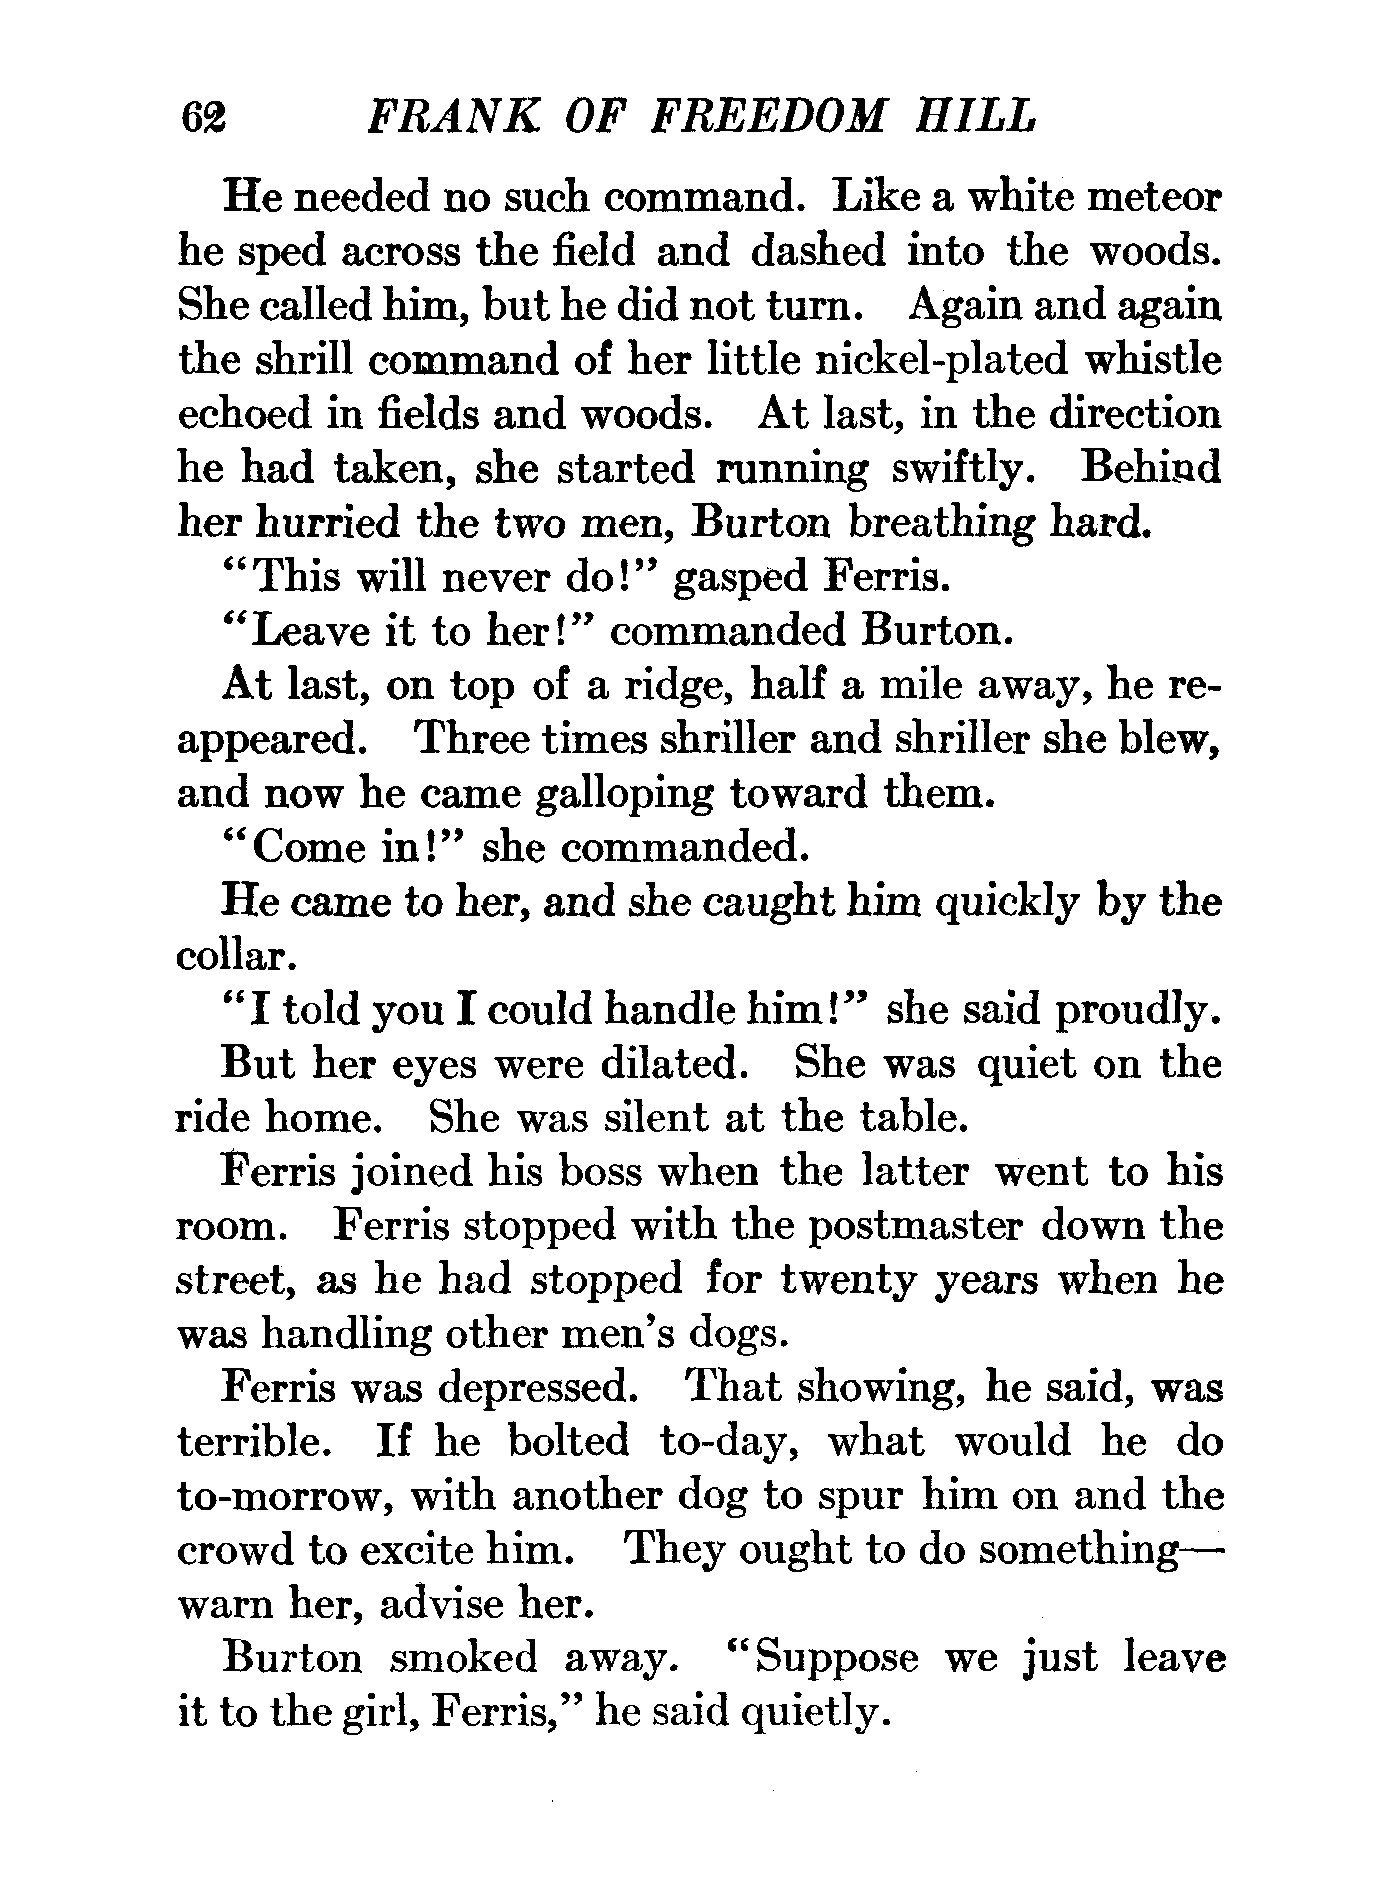 62 FRANK OF FREEDOM HILL
He needed no such command. Like a white meteor
he sped across the field and dashed into the woods.
She called him, but he did not turn. Again and again
the shrill command of her little nickel-plated whistle
echoed in fields and woods. At last, in the direction
he had taken, she started running swiftly. Behind
her hurried the two men, Burton breathing hard.
“This will never do!” gasped Ferris.
“Leave it to her!” commanded Burton.
At last, on top of a ridge, half a mile away, he re-
appeared. Three times shriller and shriller she blew,
and now he came galloping toward them.
“Come in!” she commanded.
He came to her, and she caught him quickly by the
collar.
“I told you I could handle him!” she said proudly.
But her eyes were dilated. She was quiet on the
ride home. She was silent at the table.
Ferris joined his boss when the latter went to his
room. Ferris stopped with the postmaster down the
street, as he had stopped for twenty years when he
was handling other men’s dogs.
Ferris was depressed. That showing, he said, was
terrible. If he bolted to-day, what would he do
to-morrow, with another dog to spur him on and the
crowd to excite him. They ought to do something—
warn her, advise her.
Burton smoked away. “Suppose we just leave
it to the girl, Ferris,” he said quietly.